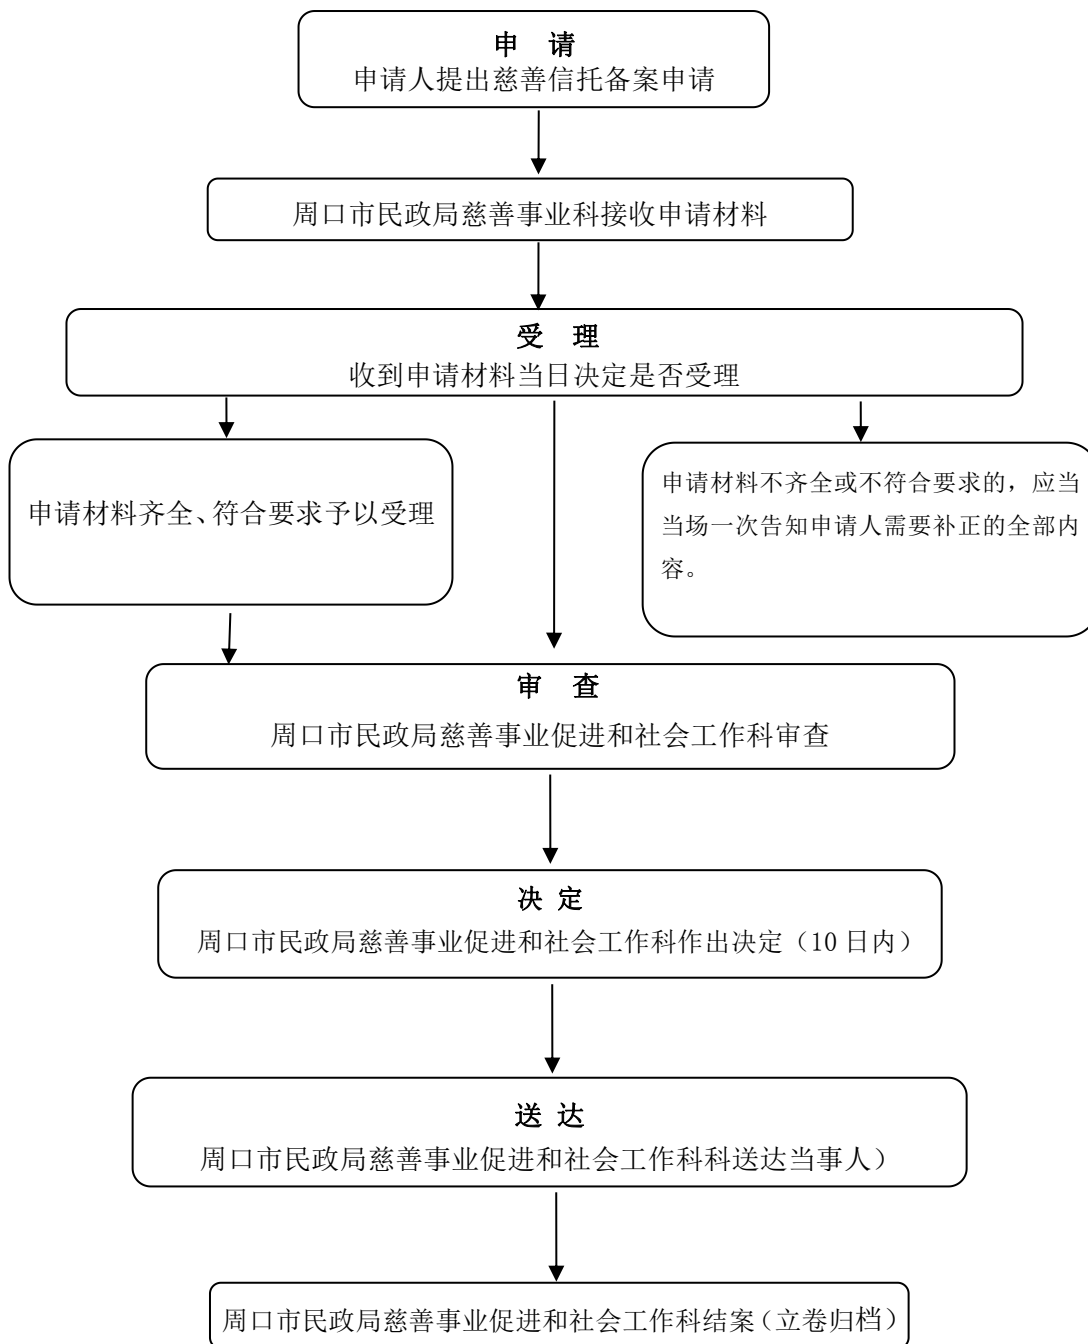 申 请
申请人提出慈善信托备案申请
周口市民政局慈善事业科接收申请材料
受 理
收到申请材料当日决定是否受理
申请材料齐全、符合要求予以受理
申请材料不齐全或不符合要求的，应当
当场一次告知申请人需要补正的全部内
容。
审 查
周口市民政局慈善事业促进和社会工作科审查
决 定
周口市民政局慈善事业促进和社会工作科作出决定（10 日内）
送 达
周口市民政局慈善事业促进和社会工作科科送达当事人）
周口市民政局慈善事业促进和社会工作科结案（立卷归档）